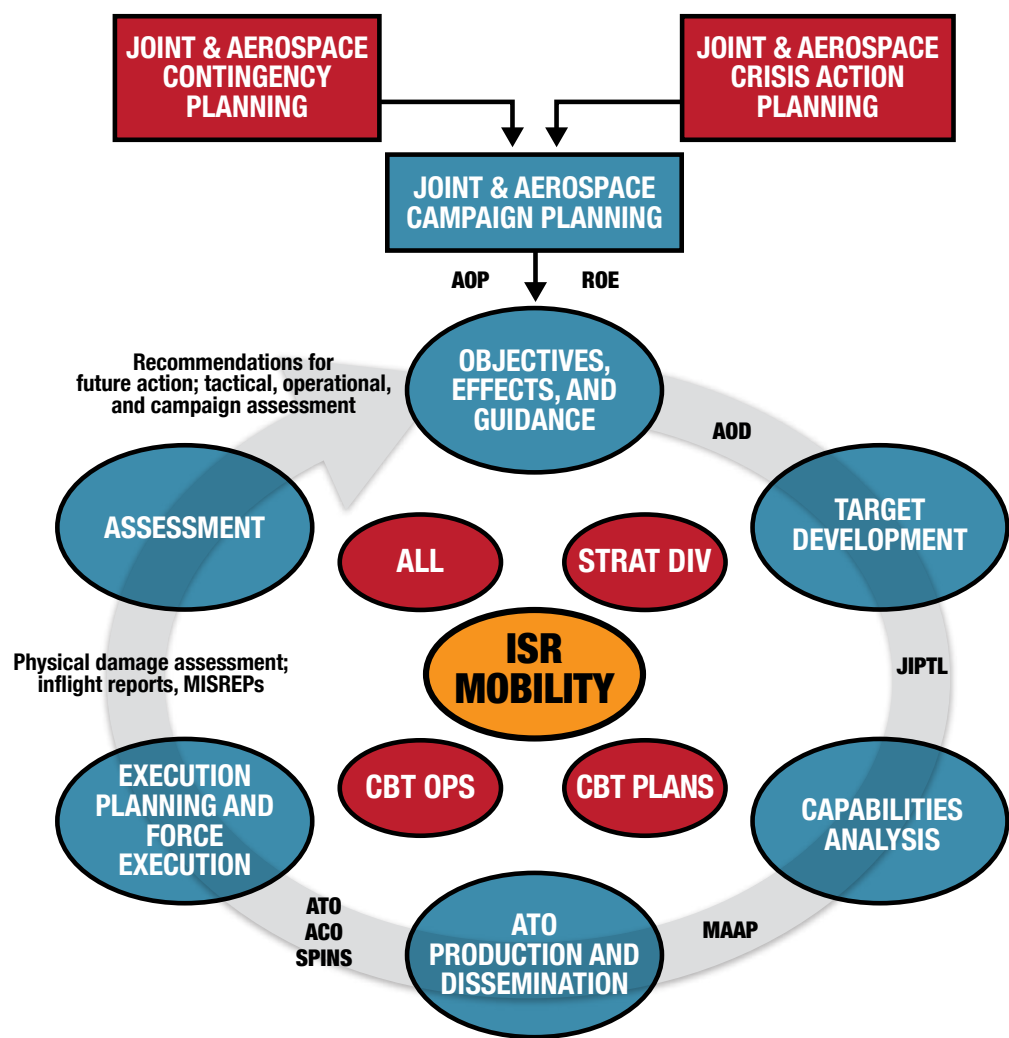 JOINT & AEROSPACE
CONTINGENCY
PLANNING
JOINT & AEROSPACE
CRISIS ACTION
PLANNING
JOINT & AEROSPACE
CAMPAIGN PLANNING
AOP
ROE
OBJECTIVES,
EFFECTS, AND
GUIDANCE
Recommendations for
future action; tactical, operational,
and campaign assessment
AOD
ASSESSMENT
TARGET
DEVELOPMENT
ALL
STRAT DIV
ISR
MOBILITY
Physical damage assessment;
inflight reports, MISREPs
JIPTL
CBT OPS
CBT PLANS
EXECUTION
PLANNING AND
FORCE
EXECUTION
CAPABILITIES
ANALYSIS
ATO
ACO
SPINS
ATO
PRODUCTION AND
DISSEMINATION
MAAP